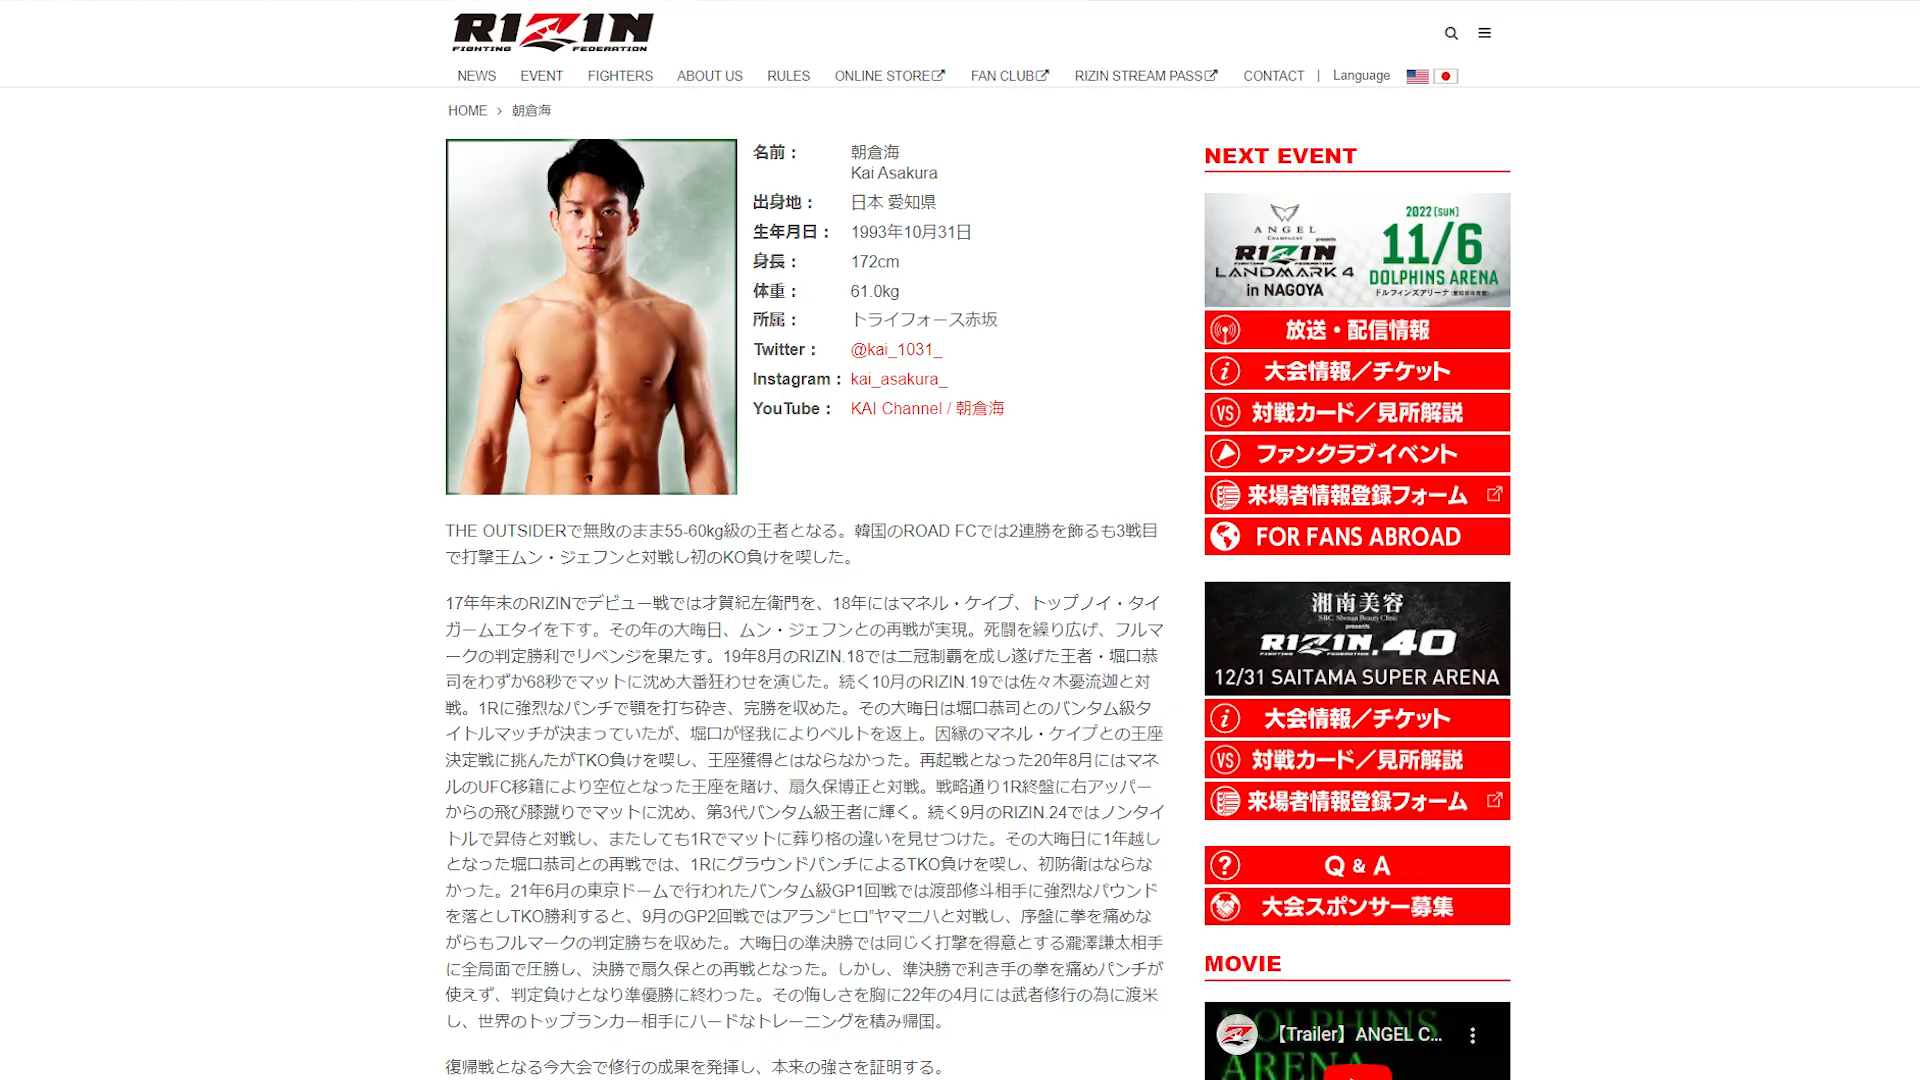 RIZIN
FIGHTING FEDERATION
NEWS EVENT FIGHTERS ABOUT US RULES ONLINE STORE FAN CLUB RIZIN STREAM PASS CONTACT | Language
HOME > 朝倉海
名前： 朝倉海
Kai Asakura
出身地： 日本 愛知県
生年月日： 1993年10月31日
身長： 172cm
体重： 61.0kg
所属： トライフォース赤坂
Twitter： @kai_1031_
Instagram： kai_asakura_
YouTube： KAI Channel / 朝倉海
THE OUTSIDERで無敗のまま55-60kg級の王者となる。韓国のROAD FCでは2連勝を飾るも3戦目
で打撃王ムン・ジェフンと対戦し初のKO負けを喫した。
17年年末のRIZINでデビュー戦では才賀紀左衛門を、18年にはマネル・ケイプ、トップノイ・タイ
ガームエタイを下す。その年の大晦日、ムン・ジェフンとの再戦が実現。死闘を繰り広げ、フルマ
ークの判定勝利でリベンジを果たす。19年8月のRIZIN.18では二冠制覇を成し遂げた王者・堀口恭
司をわずか68秒でマットに沈め大番狂わせを演じた。続く10月のRIZIN.19では佐々木憂流迦と対
戦。1Rに強烈なパンチで顎を打ち砕き、完勝を収めた。その大晦日は堀口恭司とのバンタム級タ
イトルマッチが決まっていたが、堀口が怪我によりベルトを返上。因縁のマネル・ケイプとの王座
決定戦に挑んだがTKO負けを喫し、王座獲得とはならなかった。再起戦となった20年8月にはマネ
ルのUFC移籍により空位となった王座を賭け、扇久保博正と対戦。戦略通り1R終盤に右アッパー
からの飛び膝蹴りでマットに沈め、第3代バンタム級王者に輝く。続く9月のRIZIN.24ではノンタイ
トルで昇侍と対戦し、またしても1Rでマットに葬り格の違いを見せつけた。その大晦日に1年越し
となった堀口恭司との再戦では、1RにグラウンドパンチによるTKO負けを喫し、初防衛はならな
かった。21年6月の東京ドームで行われたバンタム級GP1回戦では渡部修斗相手に強烈なパウンド
を落としTKO勝利すると、9月のGP2回戦ではアラン“ヒロ”ヤマニハと対戦し、序盤に拳を痛めな
がらもフルマークの判定勝ちを収めた。大晦日の準決勝では同じく打撃を得意とする瀧澤謙太相手
に全局面で圧勝し、決勝で扇久保との再戦となった。しかし、準決勝で利き手の拳を痛めパンチが
使えず、判定負けとなり準優勝に終わった。その悔しさを胸に22年の4月には武者修行の為に渡米
し、世界のトップランカー相手にハードなトレーニングを積み帰国。
復帰戦となる今大会で修行の成果を発揮し、本来の強さを証明する。
NEXT EVENT
ANGEL
CHAMPAGNE presents
RIZIN
FIGHTING FEDERATION
LANDMARK 4
in NAGOYA
2022 [SUN]
11/6
DOLPHINS ARENA
ドルフィンズアリーナ
放送・配信情報
大会情報／チケット
VS 対戦カード／見所解説
ファンクラブイベント
来場者情報登録フォーム
FOR FANS ABROAD
湘南美容
SBC Shonan Beauty Clinic
presents
RIZIN.40
FIGHTING FEDERATION
12/31 SAITAMA SUPER ARENA
大会情報／チケット
VS 対戦カード／見所解説
来場者情報登録フォーム
Q & A
大会スポンサー募集
MOVIE
DOLPHINS
【Trailer】ANGEL C...
ARENA